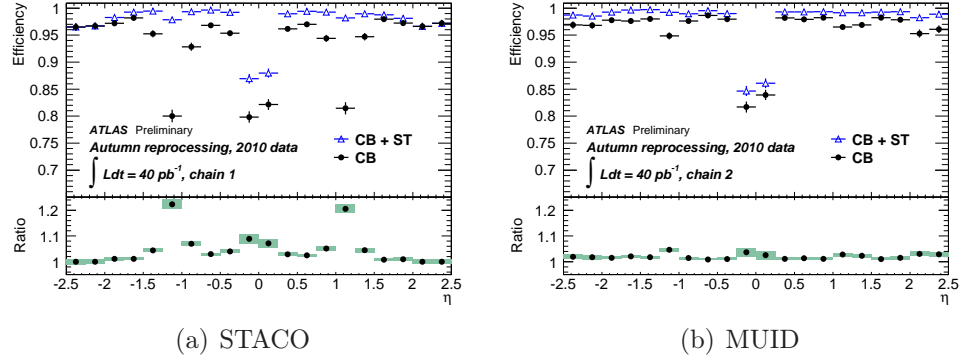 Efficiency
1
0.95
0.9
0.85
0.8
0.75
0.7
ATLAS Preliminary
Autumn reprocessing, 2010 data
∫ Ldt = 40 pb⁻¹, chain 1
CB + ST
CB
Ratio
1.2
1.1
1
-2.5 -2 -1.5 -1 -0.5 0 0.5 1 1.5 2 2.5
η
(a) STACO
Efficiency
1
0.95
0.9
0.85
0.8
0.75
0.7
ATLAS Preliminary
Autumn reprocessing, 2010 data
∫ Ldt = 40 pb⁻¹, chain 2
CB + ST
CB
Ratio
1.2
1.1
1
-2.5 -2 -1.5 -1 -0.5 0 0.5 1 1.5 2 2.5
η
(b) MUID